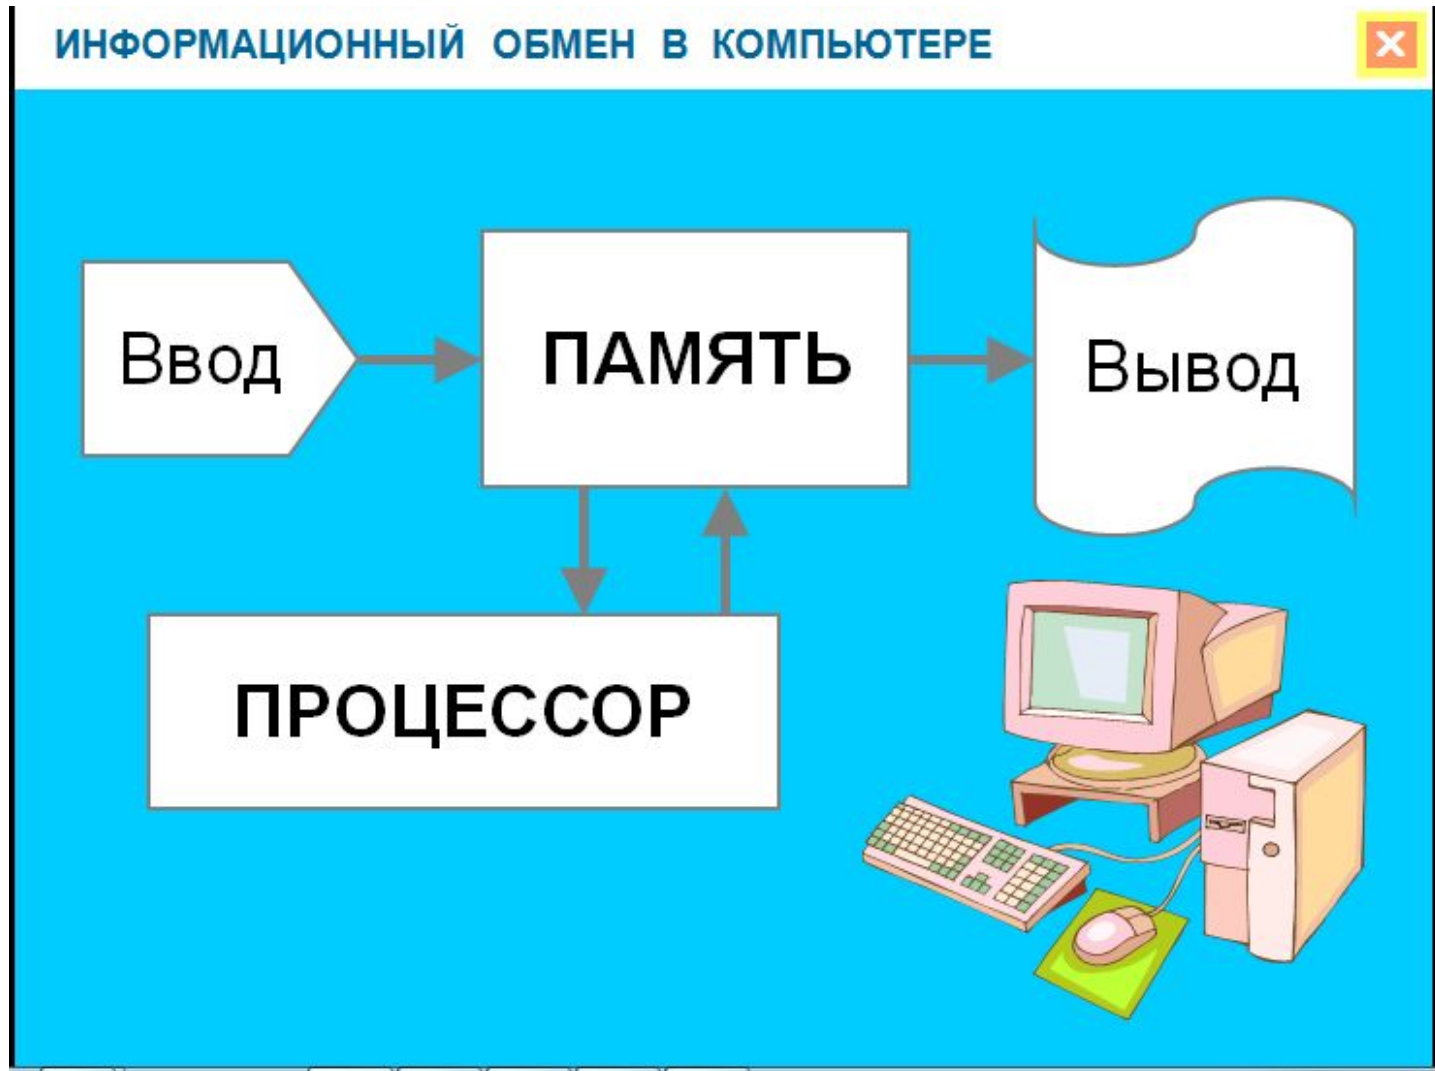 ИНФОРМАЦИОННЫЙ ОБМЕН В КОМПЬЮТЕРЕ
Ввод
ПАМЯТЬ
Вывод
ПРОЦЕССОР